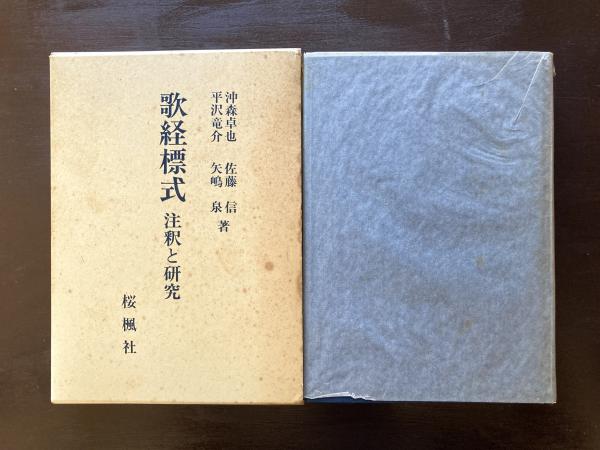 沖森卓也 佐藤 信
平沢竜介 矢嶋 泉 著
歌経標式 注釈と研究
桜楓社